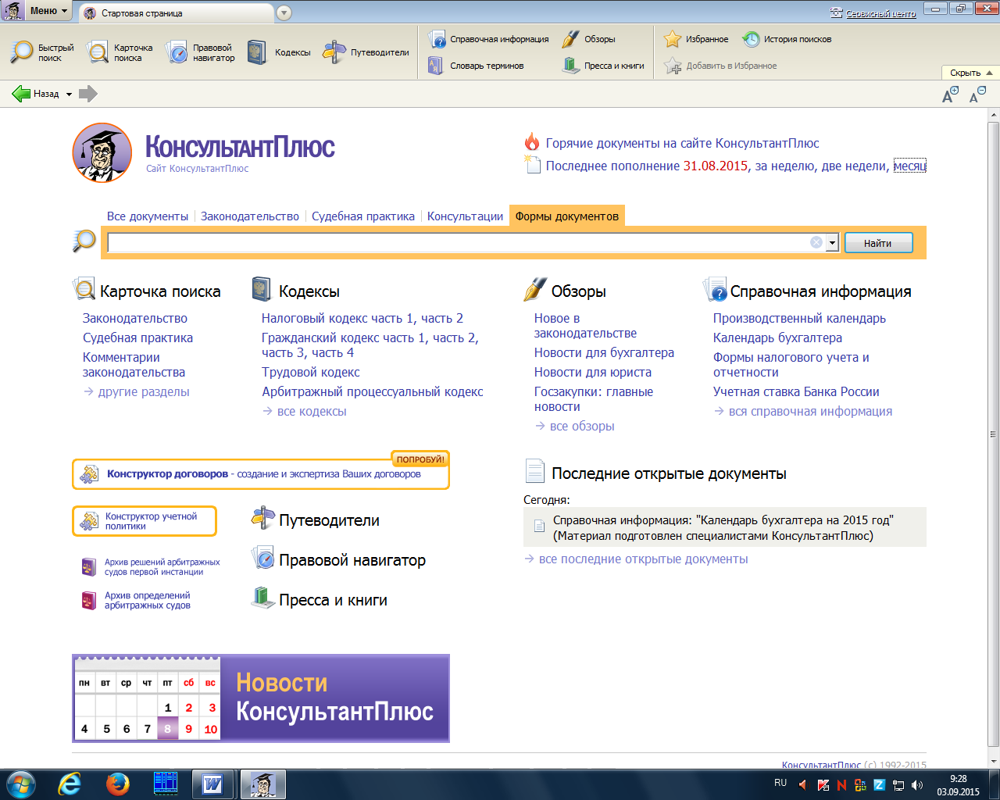 Меню
Стартовая страница
Сервисный центр
Быстрый
поиск
Карточка
поиска
Правовой
навигатор
Кодексы
Путеводители
Справочная информация
Словарь терминов
Обзоры
Пресса и книги
Избранное
История поисков
Добавить в Избранное
Скрыть
Назад
A
A
КонсультантПлюс
Сайт КонсультантПлюс
Горячие документы на сайте КонсультантПлюс
Последнее пополнение 31.08.2015, за неделю, две недели, месяц
Все документы
Законодательство
Судебная практика
Консультации
Формы документов
Найти
Карточка поиска
Законодательство
Судебная практика
Комментарии
законодательства
другие разделы
Кодексы
Налоговый кодекс часть 1, часть 2
Гражданский кодекс часть 1, часть 2,
часть 3, часть 4
Трудовой кодекс
Арбитражный процессуальный кодекс
все кодексы
Обзоры
Новое в
законодательстве
Новости для бухгалтера
Новости для юриста
Госзакупки: главные
новости
все обзоры
Справочная информация
Производственный календарь
Календарь бухгалтера
Формы налогового учета и
отчетности
Учетная ставка Банка России
вся справочная информация
ПОПРОБУЙ!
Конструктор договоров - создание и экспертиза Ваших договоров
Конструктор учетной
политики
Архив решений арбитражных
судов первой инстанции
Архив определений
арбитражных судов
Путеводители
Правовой навигатор
Пресса и книги
Последние открытые документы
Сегодня:
Справочная информация: "Календарь бухгалтера на 2015 год"
(Материал подготовлен специалистами КонсультантПлюс)
все последние открытые документы
пн вт ср чт пт сб вс
1 2 3
4 5 6 7 8 9 10
Новости
КонсультантПлюс
КонсультантПлюс (c) 1992-2015
RU
9:28
03.09.2015